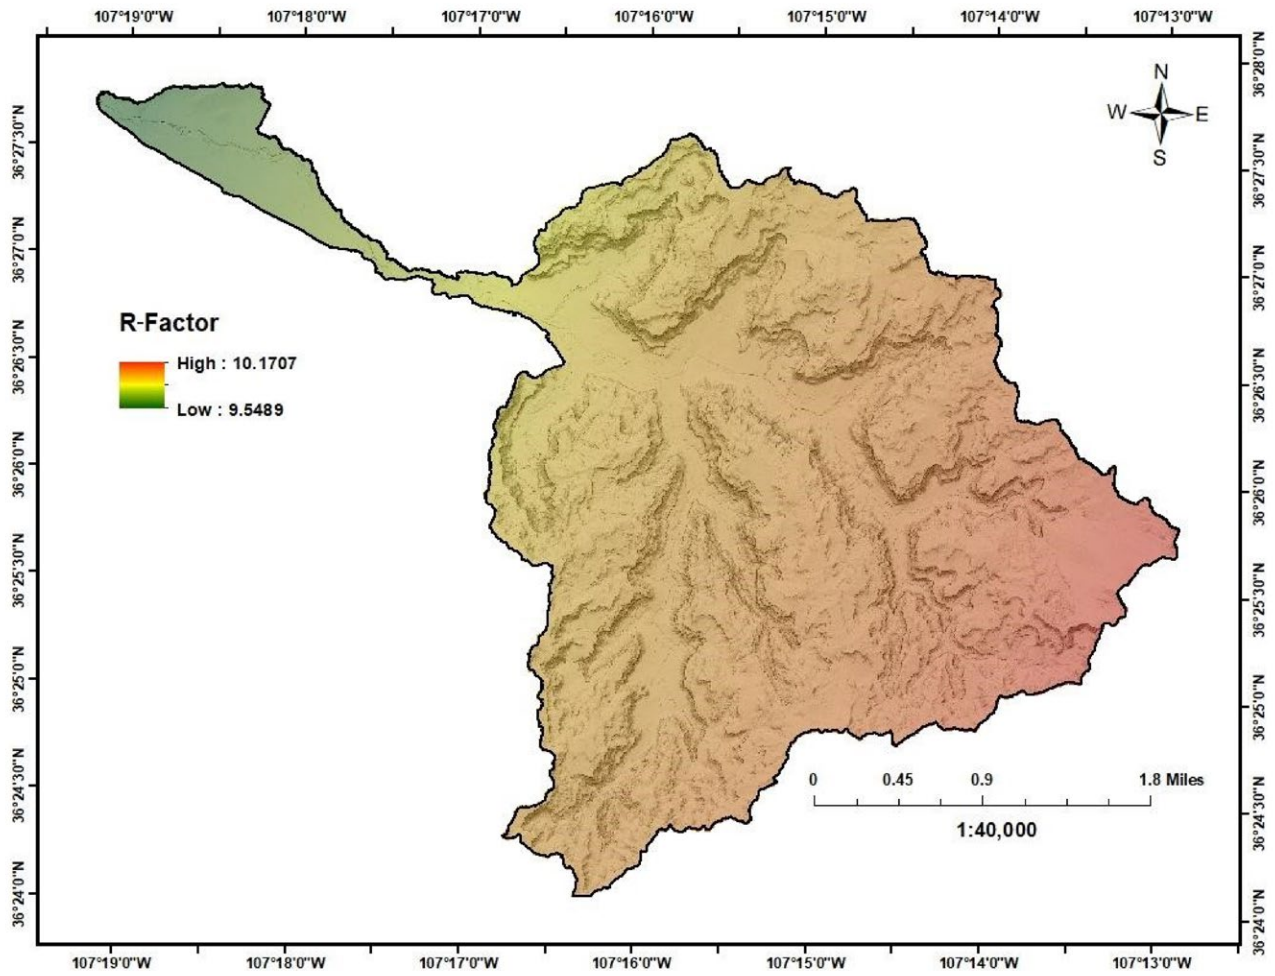 107°19'0"W 107°18'0"W 107°17'0"W 107°16'0"W 107°15'0"W 107°14'0"W 107°13'0"W
36°27'30"N
36°27'0"N
36°26'30"N
36°26'0"N
36°25'30"N
36°25'0"N
36°24'30"N
36°24'0"N
N
W E
S
R-Factor
High : 10.1707
Low : 9.5489
0 0.45 0.9 1.8 Miles
1:40,000
36°28'0"N
36°27'30"N
36°27'0"N
36°26'30"N
36°26'0"N
36°25'30"N
36°25'0"N
36°24'30"N
36°24'0"N
107°19'0"W 107°18'0"W 107°17'0"W 107°16'0"W 107°15'0"W 107°14'0"W 107°13'0"W